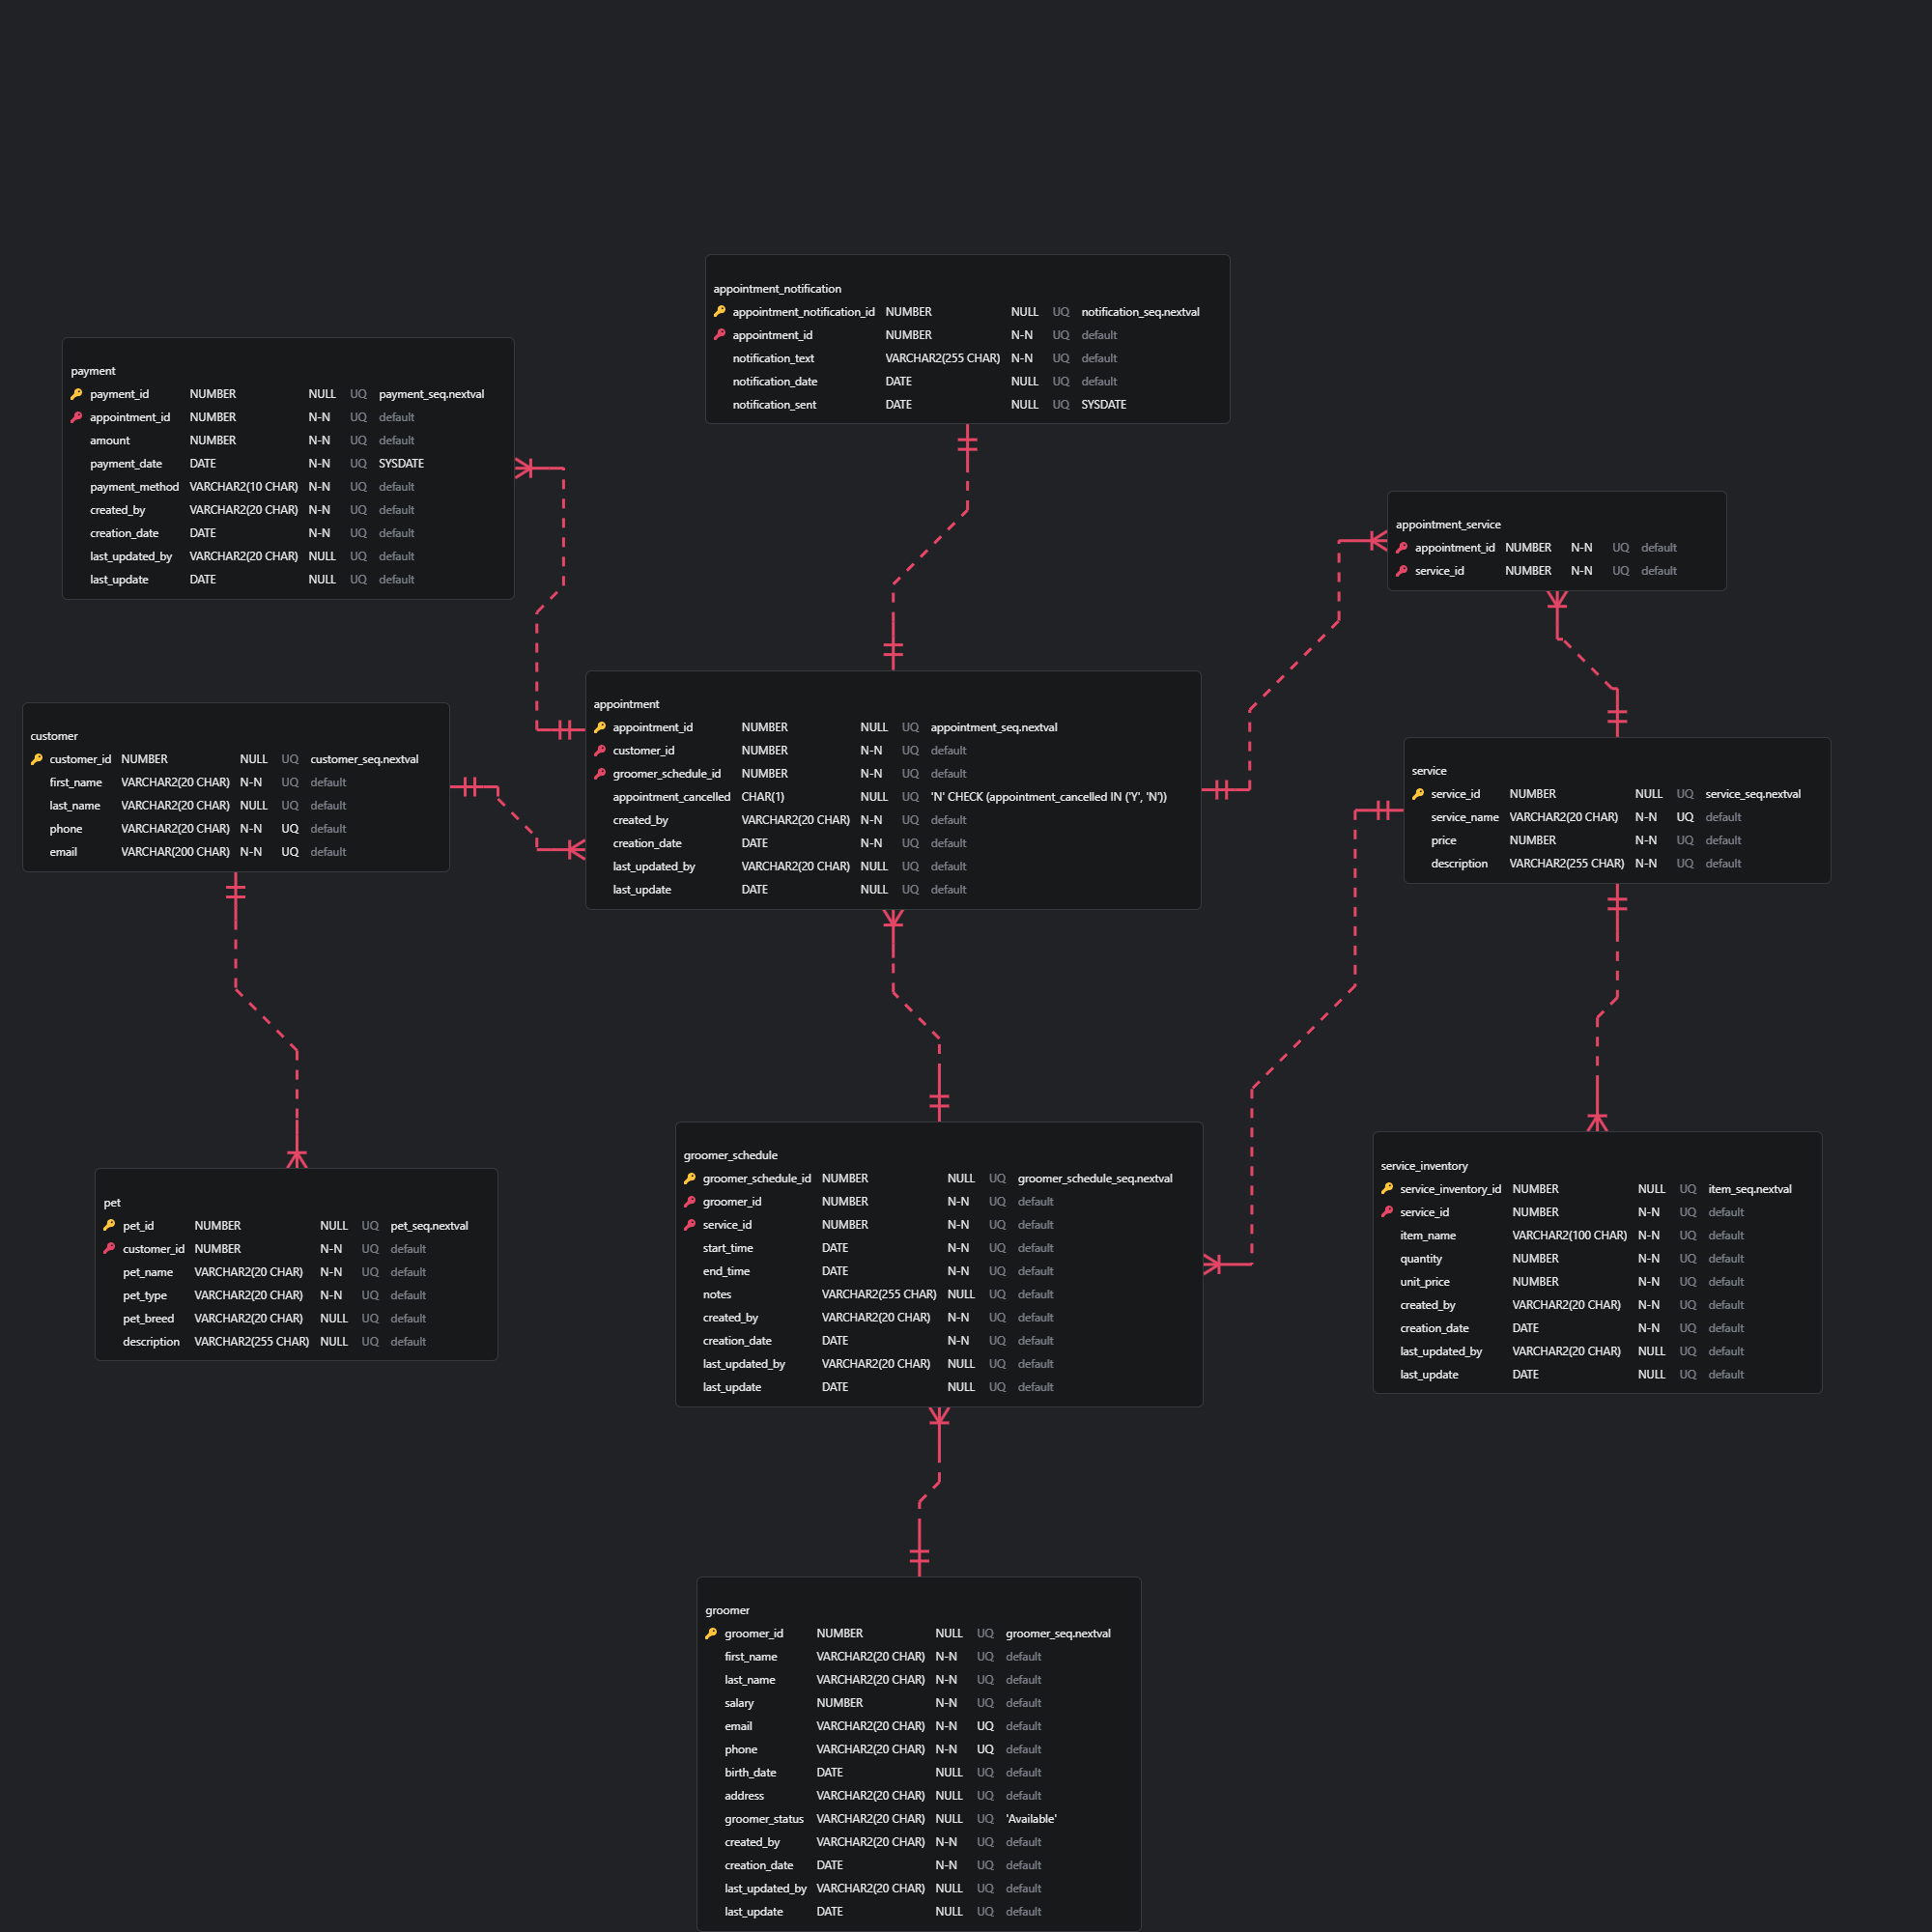 appointment_notification
appointment_notification_id NUMBER NULL UQ notification_seq.nextval
appointment_id NUMBER N-N UQ default
notification_text VARCHAR2(255 CHAR) N-N UQ default
notification_date DATE NULL UQ default
notification_sent DATE NULL UQ SYSDATE
payment
payment_id NUMBER NULL UQ payment_seq.nextval
appointment_id NUMBER N-N UQ default
amount NUMBER N-N UQ default
payment_date DATE N-N UQ SYSDATE
payment_method VARCHAR2(10 CHAR) N-N UQ default
created_by VARCHAR2(20 CHAR) N-N UQ default
creation_date DATE N-N UQ default
last_updated_by VARCHAR2(20 CHAR) NULL UQ default
last_update DATE NULL UQ default
appointment_service
appointment_id NUMBER N-N UQ default
service_id NUMBER N-N UQ default
appointment
appointment_id NUMBER NULL UQ appointment_seq.nextval
customer_id NUMBER N-N UQ default
groomer_schedule_id NUMBER N-N UQ default
appointment_cancelled CHAR(1) NULL UQ 'N' CHECK (appointment_cancelled IN ('Y', 'N'))
created_by VARCHAR2(20 CHAR) N-N UQ default
creation_date DATE N-N UQ default
last_updated_by VARCHAR2(20 CHAR) NULL UQ default
last_update DATE NULL UQ default
customer
customer_id NUMBER NULL UQ customer_seq.nextval
first_name VARCHAR2(20 CHAR) N-N UQ default
last_name VARCHAR2(20 CHAR) NULL UQ default
phone VARCHAR2(20 CHAR) N-N UQ default
email VARCHAR(200 CHAR) N-N UQ default
service
service_id NUMBER NULL UQ service_seq.nextval
service_name VARCHAR2(20 CHAR) N-N UQ default
price NUMBER N-N UQ default
description VARCHAR2(255 CHAR) N-N UQ default
groomer_schedule
groomer_schedule_id NUMBER NULL UQ groomer_schedule_seq.nextval
groomer_id NUMBER N-N UQ default
service_id NUMBER N-N UQ default
start_time DATE N-N UQ default
end_time DATE N-N UQ default
notes VARCHAR2(255 CHAR) NULL UQ default
created_by VARCHAR2(20 CHAR) N-N UQ default
creation_date DATE N-N UQ default
last_updated_by VARCHAR2(20 CHAR) NULL UQ default
last_update DATE NULL UQ default
service_inventory
service_inventory_id NUMBER NULL UQ item_seq.nextval
service_id NUMBER N-N UQ default
item_name VARCHAR2(100 CHAR) N-N UQ default
quantity NUMBER N-N UQ default
unit_price NUMBER N-N UQ default
created_by VARCHAR2(20 CHAR) N-N UQ default
creation_date DATE N-N UQ default
last_updated_by VARCHAR2(20 CHAR) NULL UQ default
last_update DATE NULL UQ default
pet
pet_id NUMBER NULL UQ pet_seq.nextval
customer_id NUMBER N-N UQ default
pet_name VARCHAR2(20 CHAR) N-N UQ default
pet_type VARCHAR2(20 CHAR) N-N UQ default
pet_breed VARCHAR2(20 CHAR) NULL UQ default
description VARCHAR2(255 CHAR) NULL UQ default
groomer
groomer_id NUMBER NULL UQ groomer_seq.nextval
first_name VARCHAR2(20 CHAR) N-N UQ default
last_name VARCHAR2(20 CHAR) N-N UQ default
salary NUMBER N-N UQ default
email VARCHAR2(20 CHAR) N-N UQ default
phone VARCHAR2(20 CHAR) N-N UQ default
birth_date DATE NULL UQ default
address VARCHAR2(20 CHAR) NULL UQ default
groomer_status VARCHAR2(20 CHAR) NULL UQ 'Available'
created_by VARCHAR2(20 CHAR) N-N UQ default
creation_date DATE N-N UQ default
last_updated_by VARCHAR2(20 CHAR) NULL UQ default
last_update DATE NULL UQ default